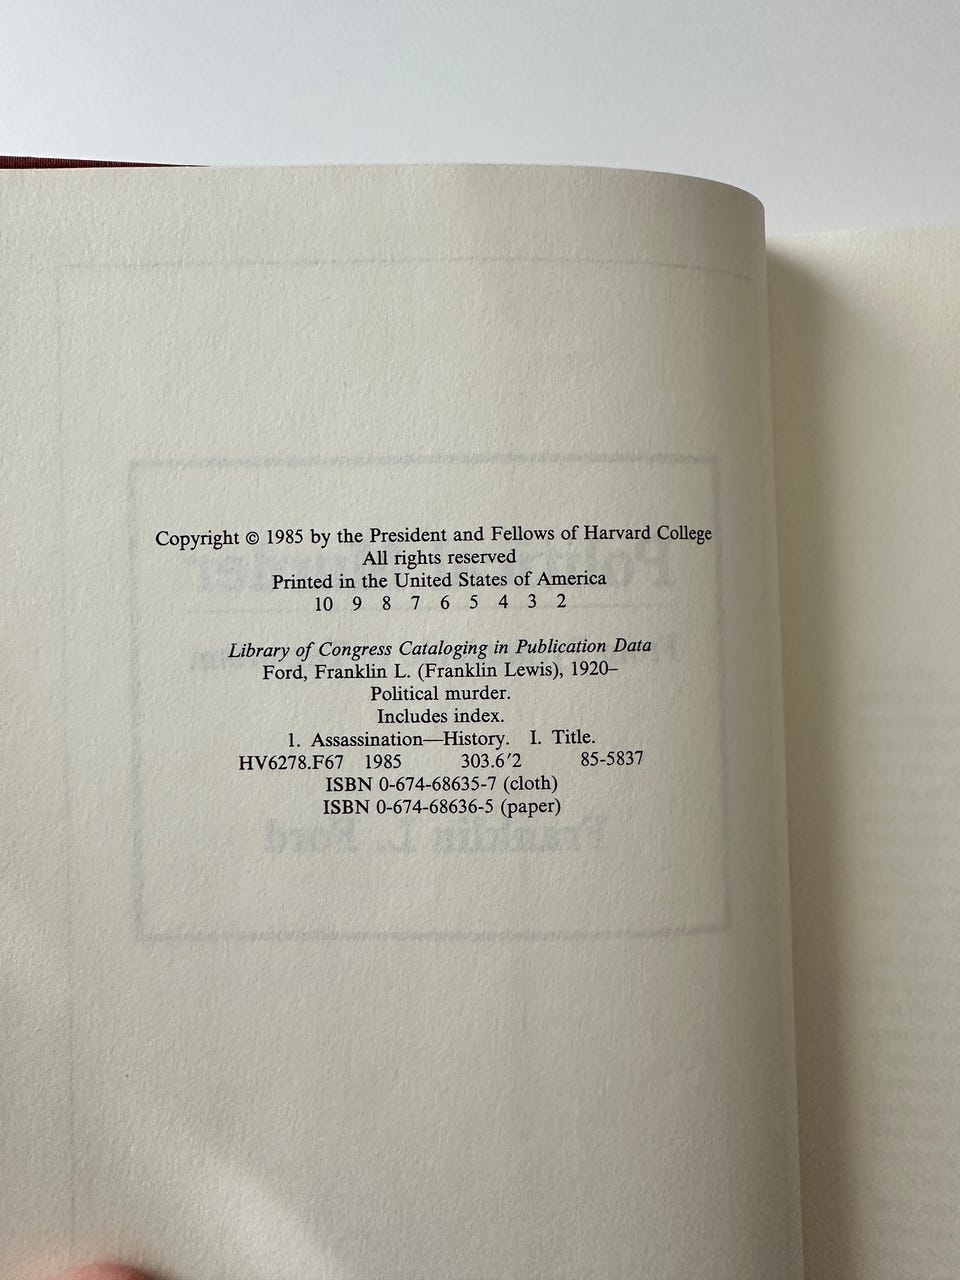 Copyright © 1985 by the President and Fellows of Harvard College
All rights reserved
Printed in the United States of America
10 9 8 7 6 5 4 3 2
Library of Congress Cataloging in Publication Data
Ford, Franklin L. (Franklin Lewis), 1920–
Political murder.
Includes index.
1. Assassination—History. I. Title.
HV6278.F67 1985 303.6′2 85-5837
ISBN 0-674-68635-7 (cloth)
ISBN 0-674-68636-5 (paper)
Franklin L. Ford